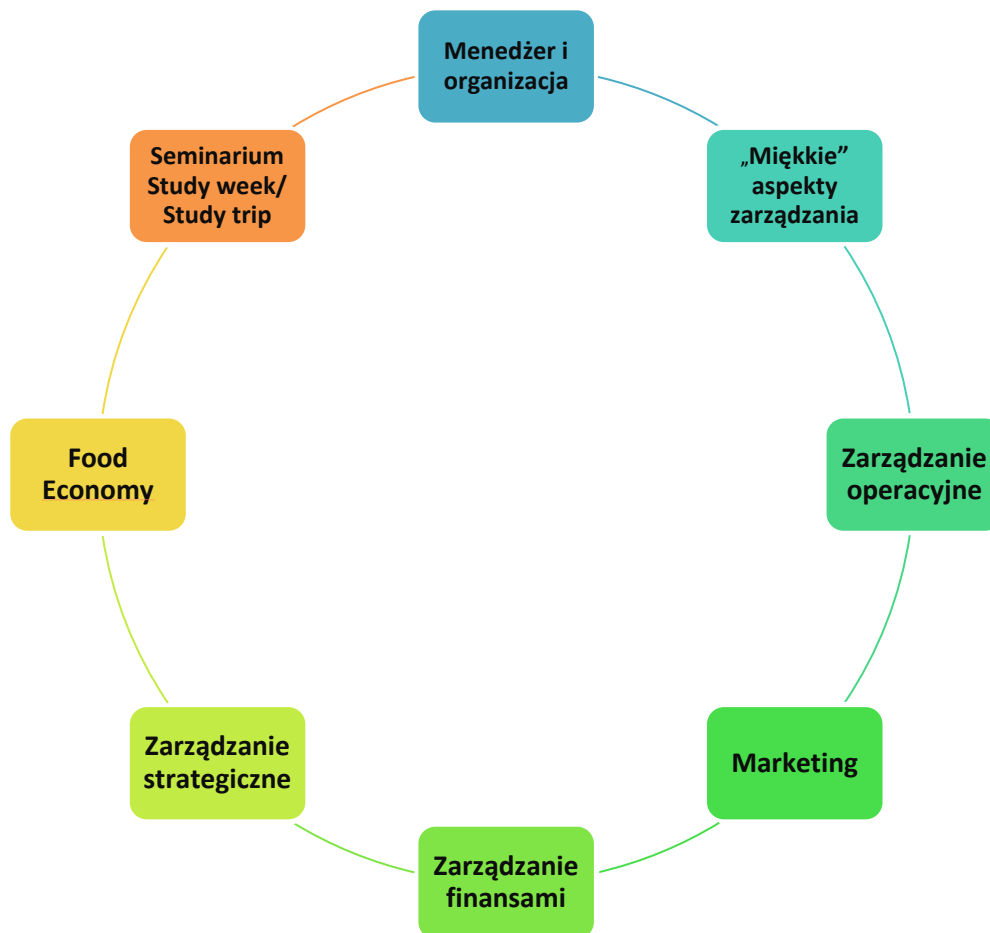 Menedżer i
organizacja
„Miękkie”
aspekty
zarządzania
Zarządzanie
operacyjne
Marketing
Zarządzanie
finansami
Zarządzanie
strategiczne
Food
Economy
Seminarium
Study week/
Study trip